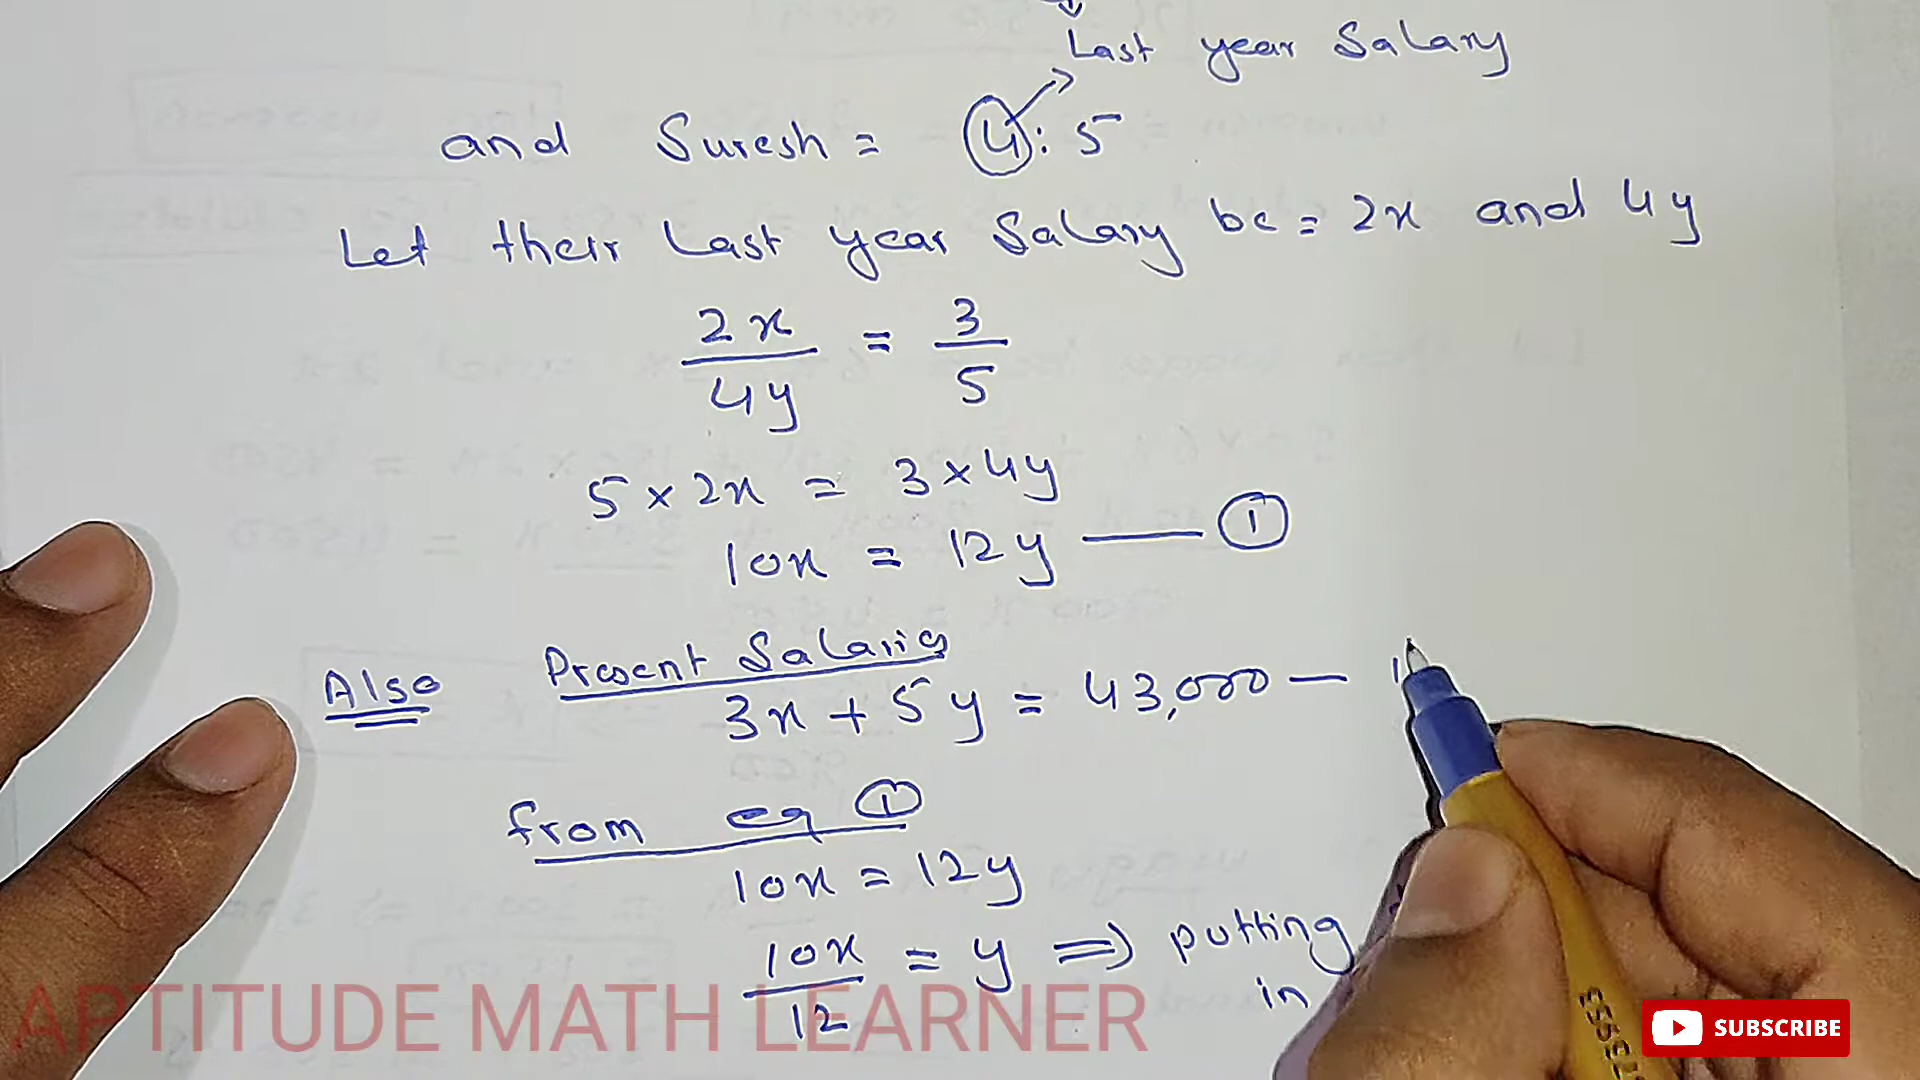 Last year Salary
and Suresh = 4 : 5
Let their Last year Salary be = 2x and 4y
2x / 4y = 3 / 5
5 × 2x = 3 × 4y
10x = 12y — 1
Also Present Salaries
3x + 5y = 43,000 —
from eq 1
10x = 12y
10x / 12 = y ⇒ putting
in
APTITUDE MATH LEARNER
SUBSCRIBE